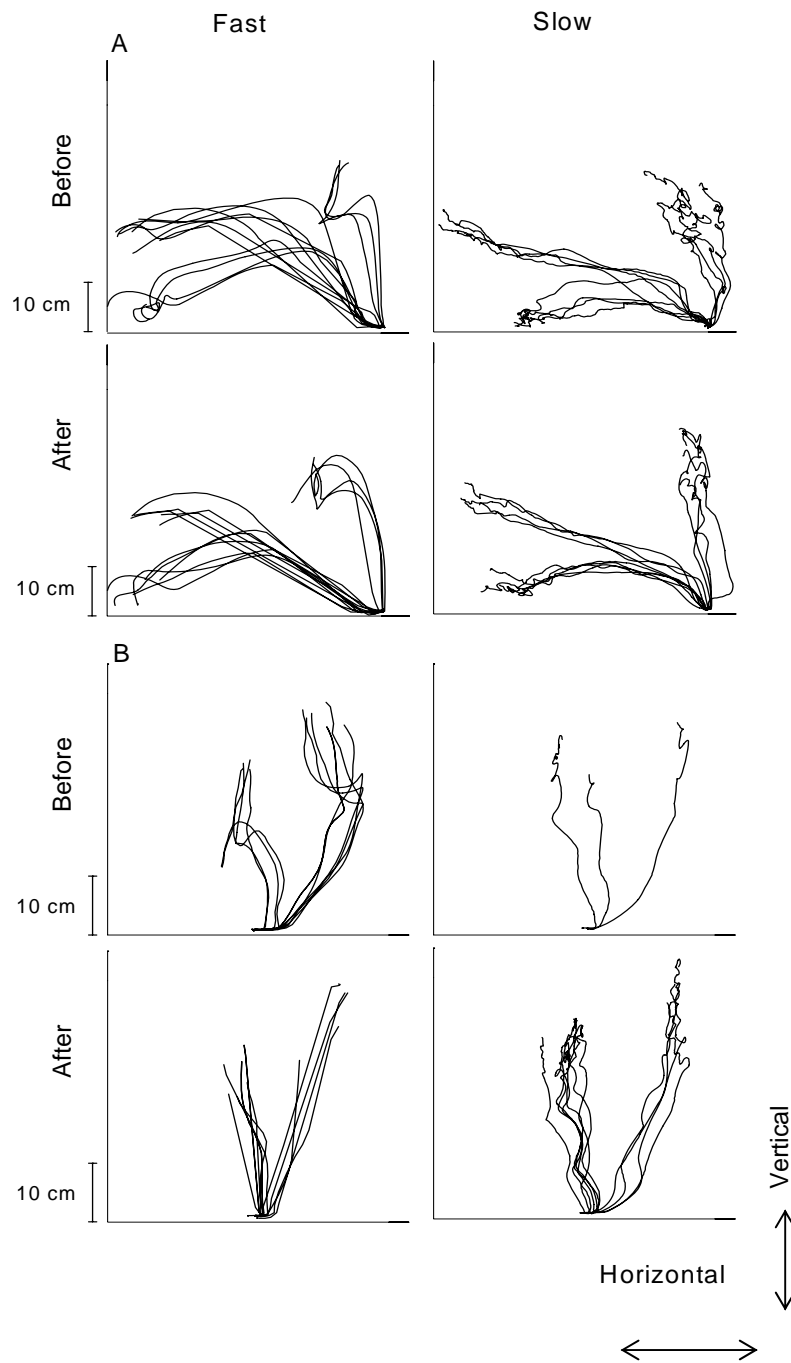 Fast
Slow
A
Before
10 cm
After
10 cm
B
Before
10 cm
After
10 cm
Vertical
Horizontal